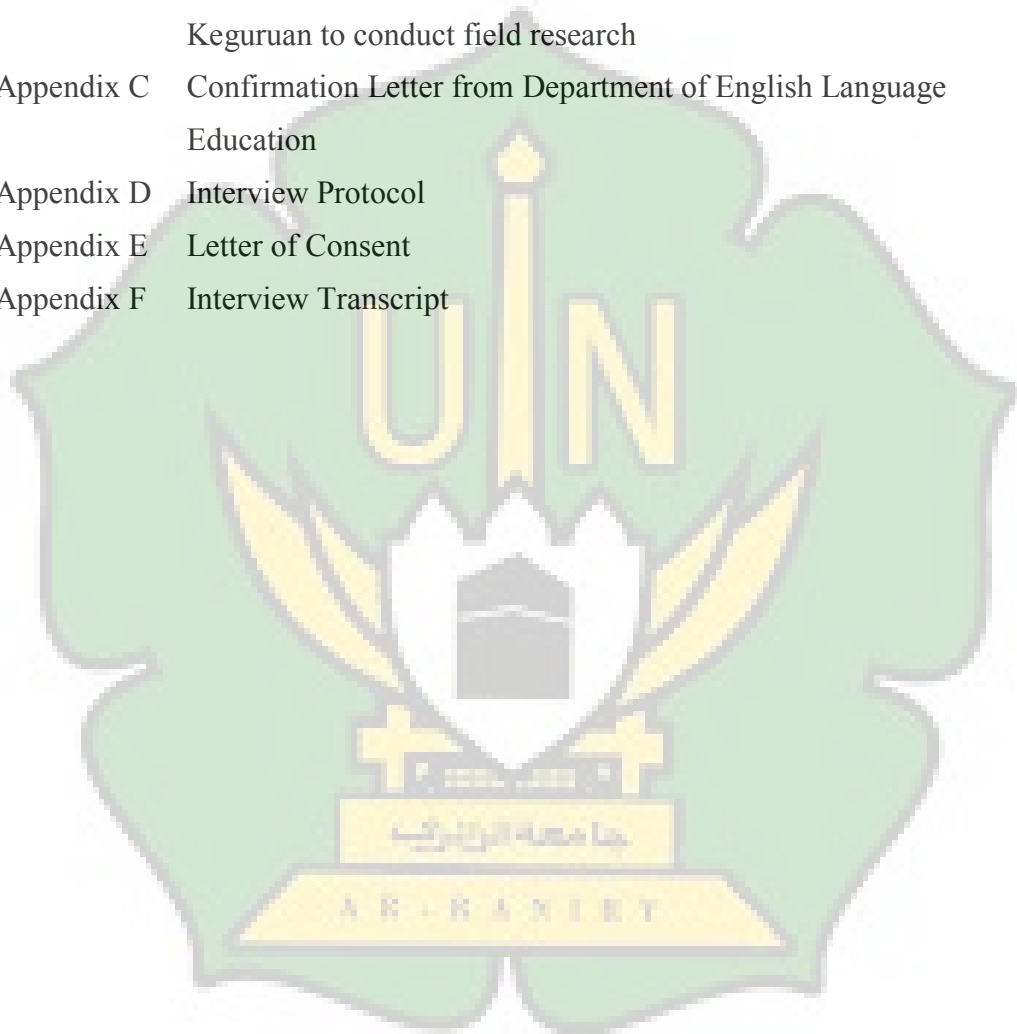 Keguruan to conduct field research
Appendix C Confirmation Letter from Department of English Language
Education
Appendix D Interview Protocol
Appendix E Letter of Consent
Appendix F Interview Transcript
UIN
AR-RANIRY